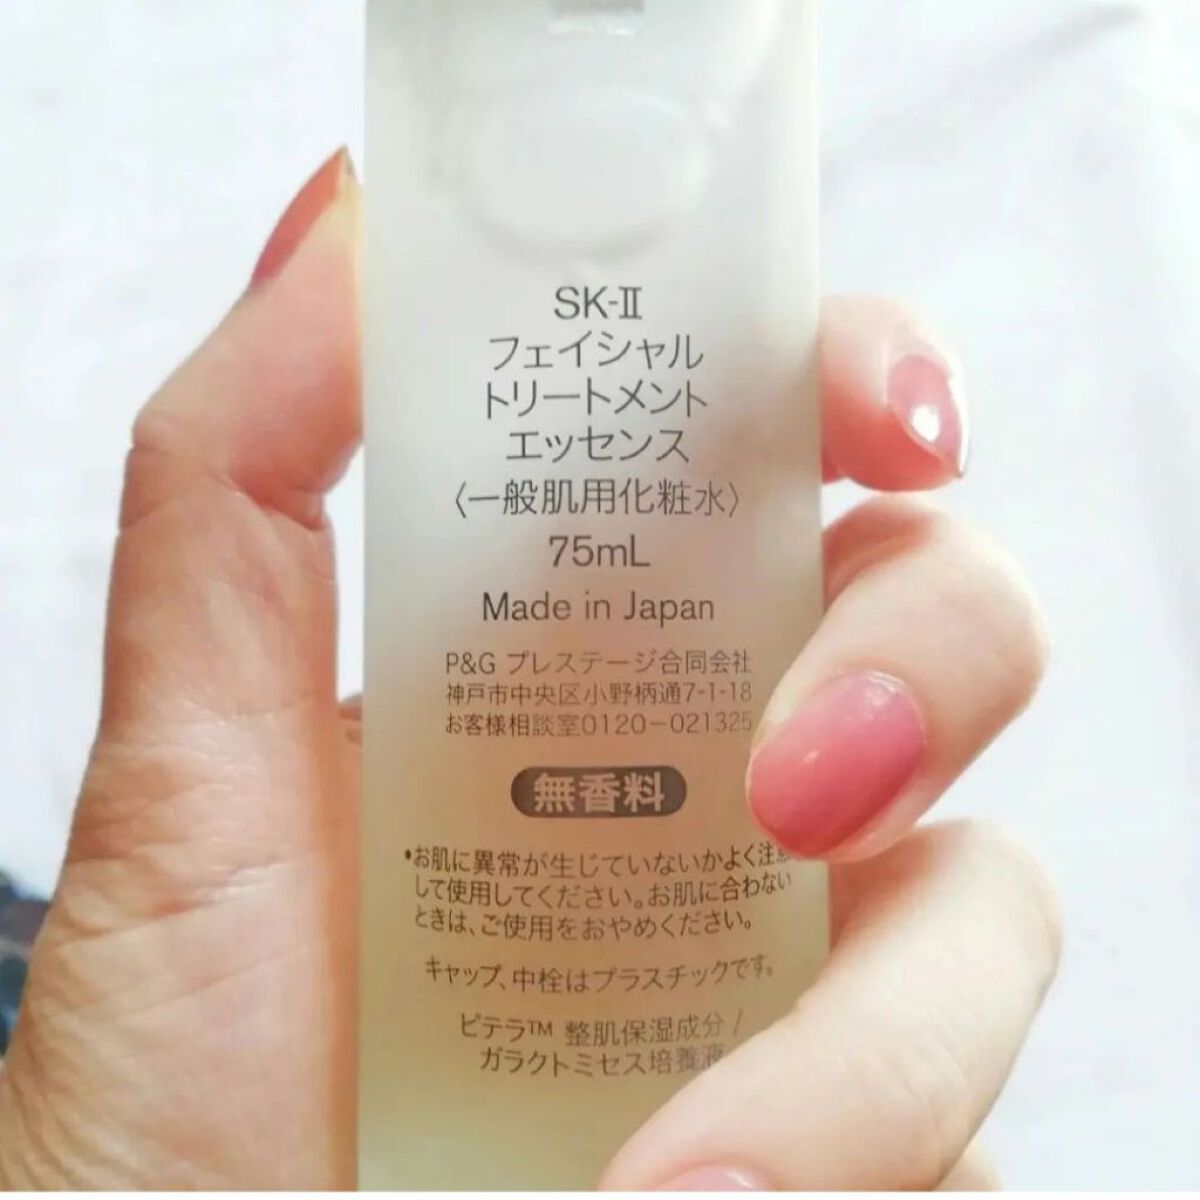 SK-Ⅱ
フェイシャル
トリートメント
エッセンス
〈一般肌用化粧水〉
75mL
Made in Japan
P&G プレステージ合同会社
神戸市中央区小野柄通7-1-18
お客様相談室0120-021325
無香料
•お肌に異常が生じていないかよく注意
して使用してください。お肌に合わない
ときは、ご使用をおやめください。
キャップ、中栓はプラスチックです。
ピテラ™ 整肌保湿成分/
ガラクトミセス培養液